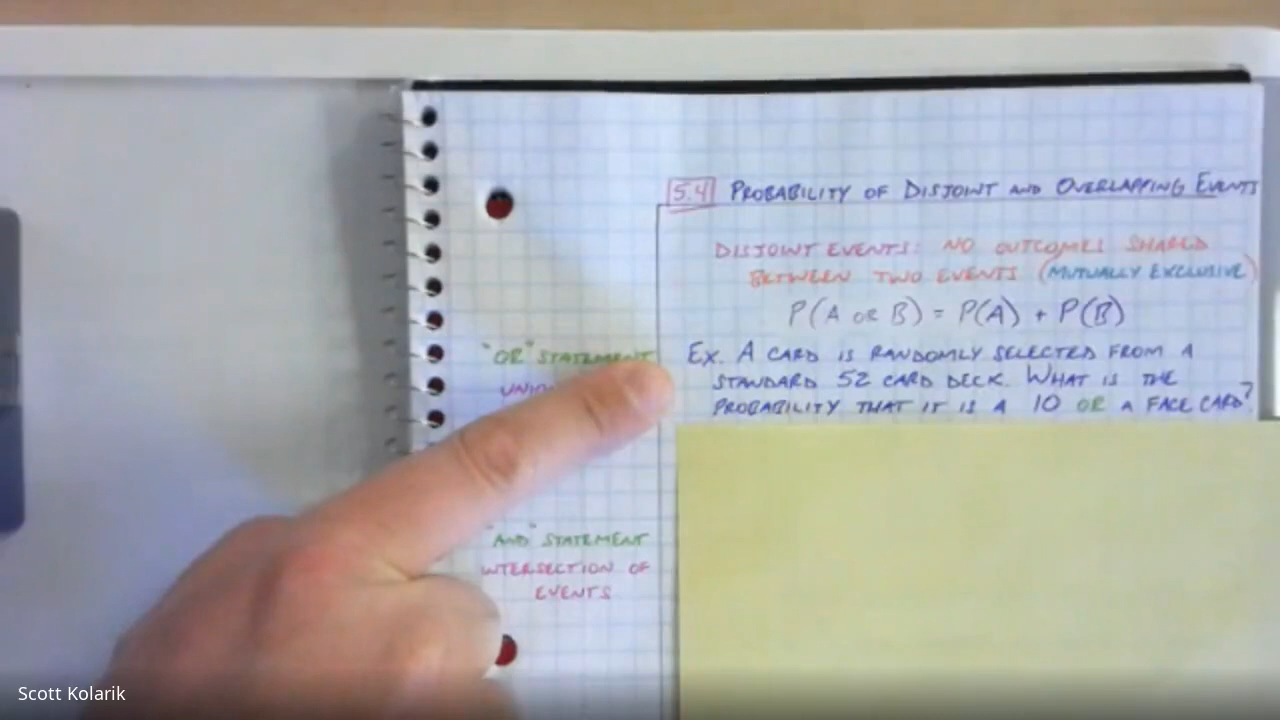 5.4 PROBABILITY OF DISJOINT AND OVERLAPPING EVENTS
DISJOINT EVENTS: NO OUTCOMES SHARED
BETWEEN TWO EVENTS (MUTUALLY EXCLUSIVE)
P(A OR B) = P(A) + P(B)
"OR" STATEMENT
EX. A CARD IS RANDOMLY SELECTED FROM A
STANDARD 52 CARD DECK. WHAT IS THE
PROBABILITY THAT IT IS A 10 OR A FACE CARD?
"AND" STATEMENT
INTERSECTION OF
EVENTS
Scott Kolarik